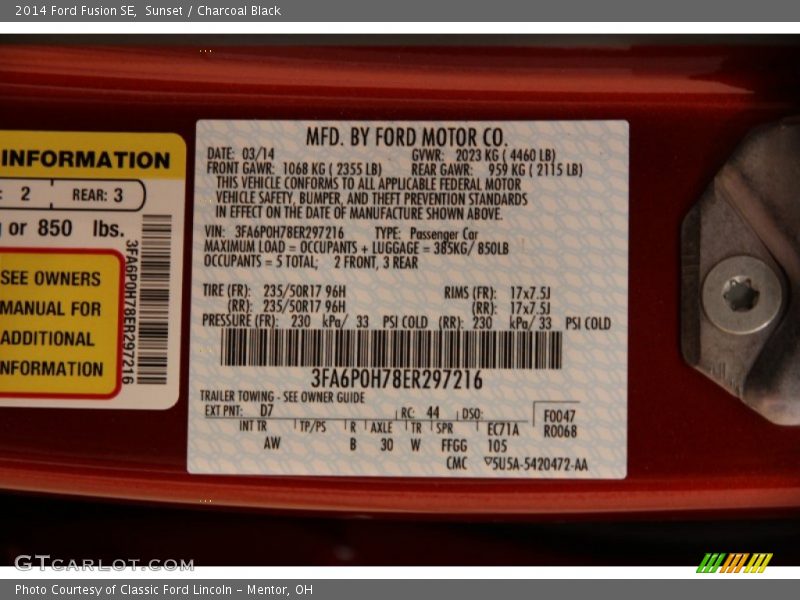 2014 Ford Fusion SE,  Sunset / Charcoal Black
INFORMATION
: 2 REAR: 3
or 850 lbs.
SEE OWNERS
MANUAL FOR
ADDITIONAL
NFORMATION
3FA6P0H78ER297216
MFD. BY FORD MOTOR CO.
DATE: 03/14 GVWR: 2023 KG ( 4460 LB)
FRONT GAWR: 1068 KG ( 2355 LB) REAR GAWR: 959 KG ( 2115 LB)
THIS VEHICLE CONFORMS TO ALL APPLICABLE FEDERAL MOTOR
VEHICLE SAFETY, BUMPER, AND THEFT PREVENTION STANDARDS
IN EFFECT ON THE DATE OF MANUFACTURE SHOWN ABOVE.
VIN: 3FA6P0H78ER297216 TYPE: Passenger Car
MAXIMUM LOAD = OCCUPANTS + LUGGAGE = 385KG/ 850LB
OCCUPANTS = 5 TOTAL; 2 FRONT, 3 REAR
TIRE (FR): 235/50R17 96H RIMS (FR): 17x7.5J
(RR): 235/50R17 96H (RR): 17x7.5J
PRESSURE (FR): 230 kPa/ 33 PSI COLD (RR): 230 kPa/ 33 PSI COLD
3FA6P0H78ER297216
TRAILER TOWING - SEE OWNER GUIDE
EXT PNT: D7 RC: 44 DSO: F0047
INT TR TP/PS R AXLE TR SPR EC71A R0068
AW B 30 W FFGG 105
CMC ▽5U5A-5420472-AA
GTCARLOT.COM
Photo Courtesy of Classic Ford Lincoln – Mentor, OH